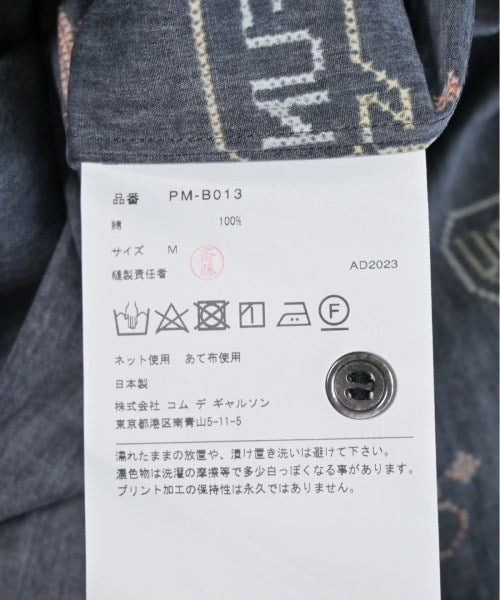 品番 PM-B013
綿 100%
サイズ M
斎藤
縫製責任者
AD2023
F
ネット使用 あて布使用
日本製
株式会社 コム デ ギャルソン
東京都港区南青山5-11-5
濡れたままの放置や、漬け置き洗いは避けて下さい。
濃色物は洗濯の摩擦等で多少白っぽくなる事があります。
プリント加工の保持性は永久ではありません。